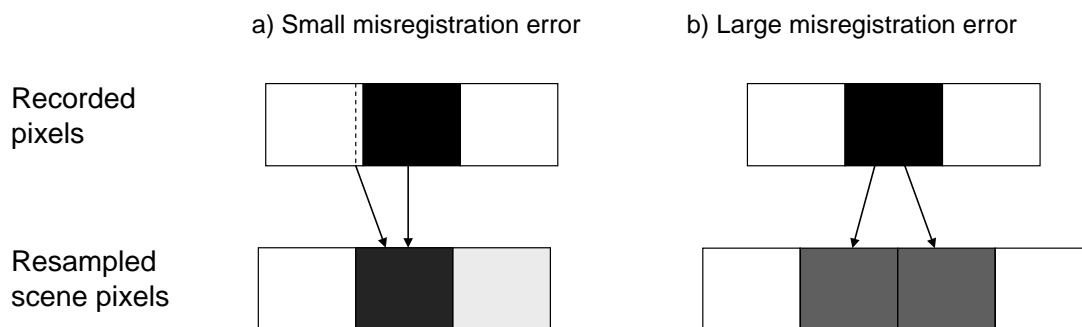 a) Small misregistration error
b) Large misregistration error
Recorded
pixels
Resampled
scene pixels